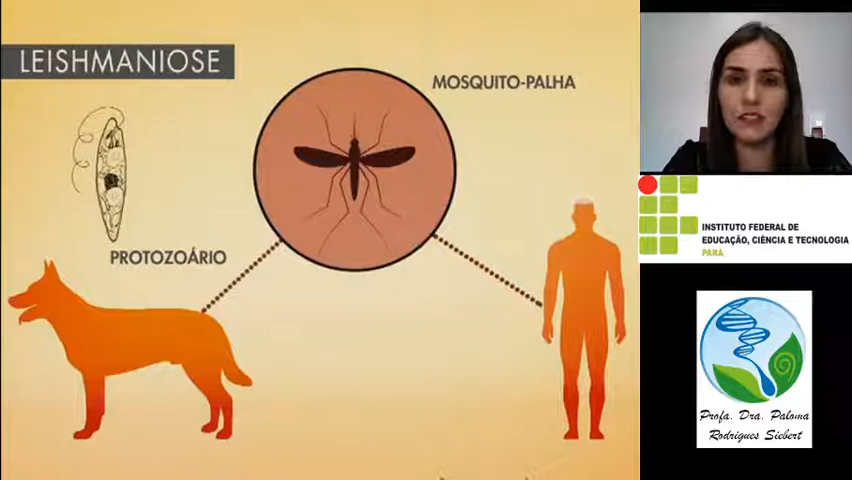 LEISHMANIOSE
MOSQUITO-PALHA
PROTOZOÁRIO
INSTITUTO FEDERAL DE
EDUCAÇÃO, CIÊNCIA E TECNOLOGIA
PARÁ
Profa. Dra. Paloma
Rodrigues Siebert